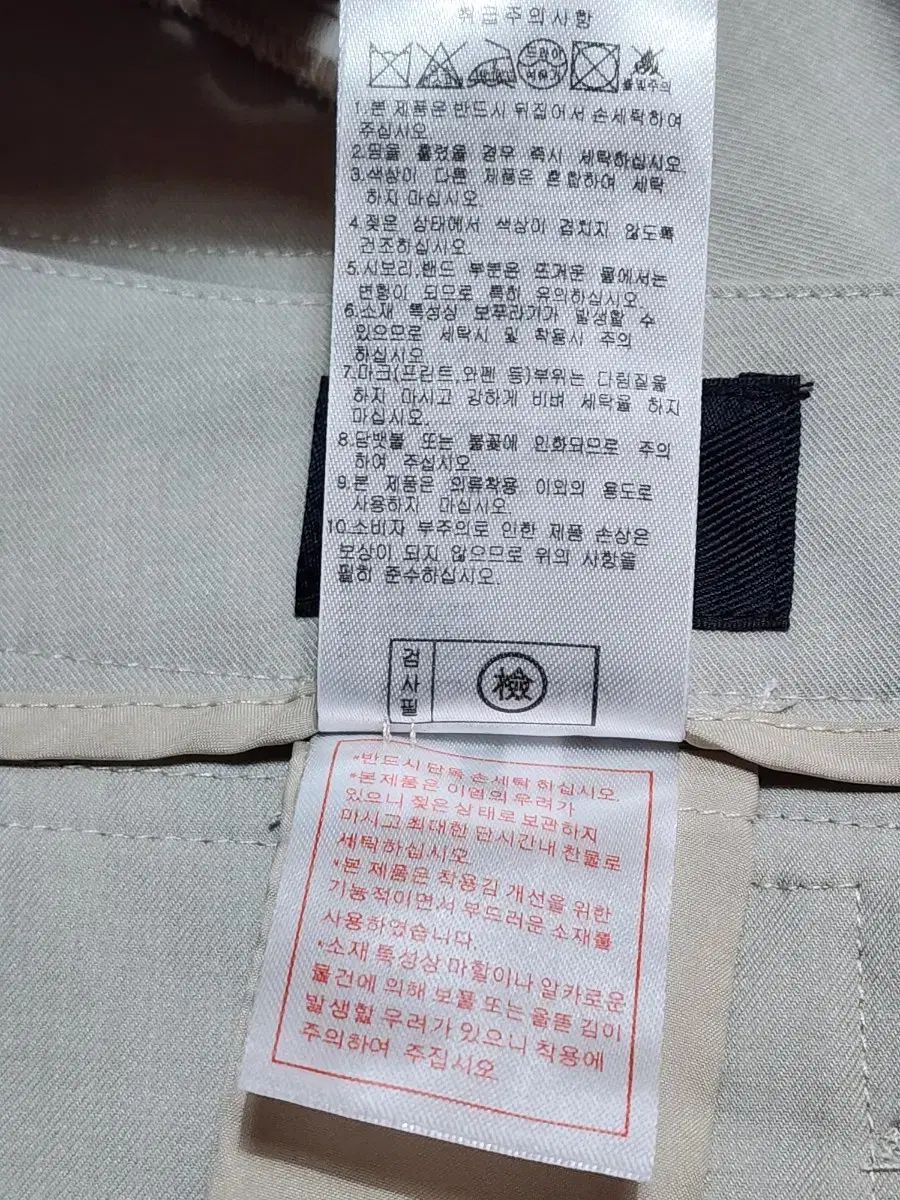 취급주의사항
드라이
불꽃주의
1.본 제품은 반드시 뒤집어서 손세탁하여
주십시오.
2.땀을 흘렸을 경우 즉시 세탁하십시오.
3.색상이 다른 제품은 혼합하여 세탁
하지 마십시오.
4.젖은 상태에서 색상이 겹치지 않도록
건조하십시오.
5.시보리,밴드 부분은 뜨거운 물에서는
변형이 되므로 특히 유의하십시오.
6.소재 특성상 보푸라기가 발생할 수
있으므로 세탁시 및 착용시 주의
하십시오
7.마크(프린트,와펜 등)부위는 다림질을
하지 마시고 강하게 비벼 세탁을 하지
마십시오.
8.담뱃불 또는 불꽃에 인화되므로 주의
하여 주십시오.
9.본 제품은 의류착용 이외의 용도로
사용하지 마십시오.
10.소비자 부주의로 인한 제품 손상은
보상이 되지 않으므로 위의 사항을
필히 준수하십시오.
검사필 檢
*반드시 단독 손세탁 하십시오.
*본제품은 이염의 우려가
있으니 젖은 상태로 보관하지
마시고 최대한 단시간내 찬물로
세탁하십시오
*본 제품은 착용김 개선을 위한
기능적이면서 부드러운 소재를
사용하였습니다.
*소재 특성상 마찰이나 알카로운
물건에 의해 보풀 또는 올뜯 김이
발생할 우려가 있으니 착용에
주의하여 주집시오